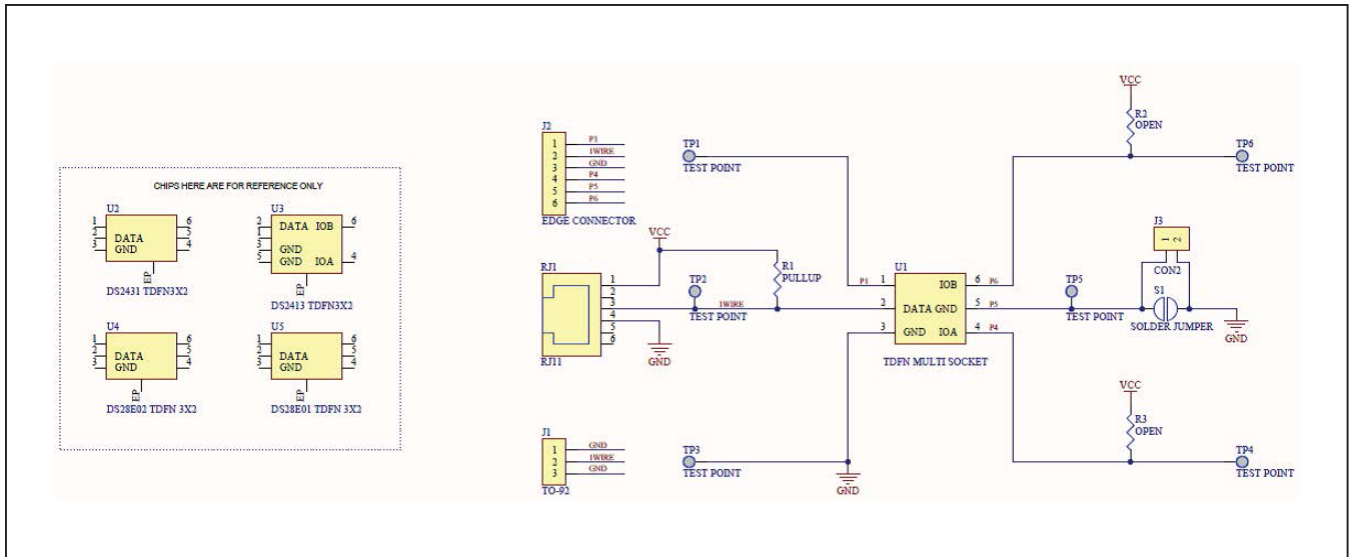 CHIPS HERE ARE FOR REFERENCE ONLY
U2
1
2
3
DATA
GND
6
5
4
EP
DS2431 TDFN3X2
U3
2
1
3
5
DATA IOB
GND
GND IOA
6
4
EP
DS2413 TDFN3X2
U4
1
2
3
DATA
GND
6
5
4
EP
DS28E02 TDFN 3X2
U5
1
2
3
DATA
GND
6
5
4
EP
DS28E01 TDFN 3X2
J2
1 P1
2 1WIRE
3 GND
4 P4
5 P5
6 P6
EDGE CONNECTOR
VCC
RJ1
1
2
3
4
5
6
RJ11
GND
J1
1 GND
2 1WIRE
3 GND
TO-92
TP1
TEST POINT
TP2
TEST POINT
1WIRE
R1
PULLUP
TP3
TEST POINT
GND
U1
P1 1 IOB 6 P6
2 DATA GND 5 P5
3 GND IOA 4 P4
TDFN MULTI SOCKET
VCC
R2
OPEN
TP6
TEST POINT
J3
1 2
CON2
TP5
TEST POINT
S1
SOLDER JUMPER
GND
VCC
R3
OPEN
TP4
TEST POINT